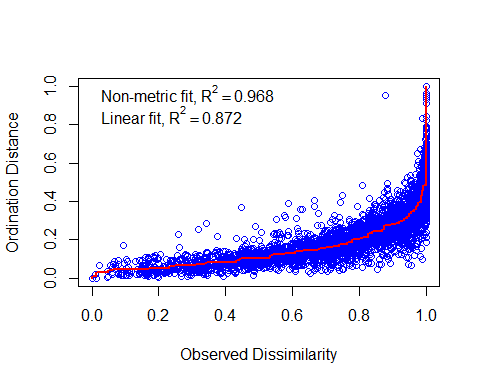 Non-metric fit, R² = 0.968
Linear fit, R² = 0.872
Ordination Distance
0.0 0.2 0.4 0.6 0.8 1.0
0.0 0.2 0.4 0.6 0.8 1.0
Observed Dissimilarity